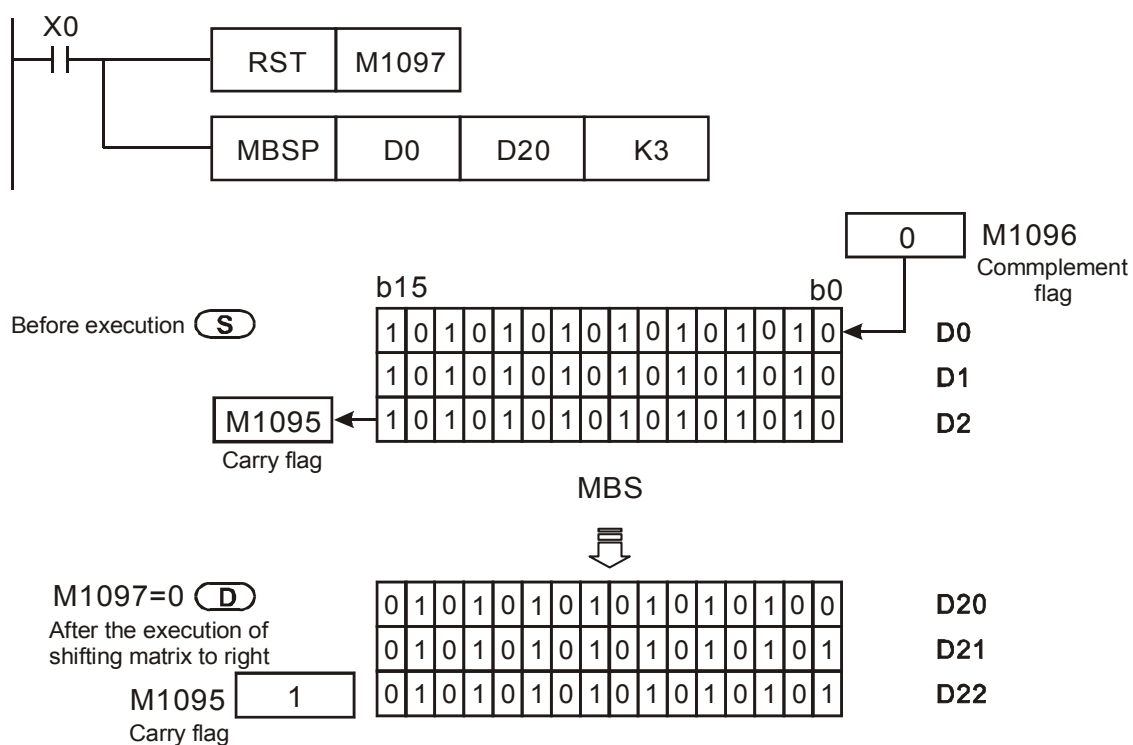 X0
RST M1097
MBSP D0 D20 K3
0 M1096
Commplement
flag
b15 b0
Before execution S
1 0 1 0 1 0 1 0 1 0 1 0 1 0 1 0 D0
1 0 1 0 1 0 1 0 1 0 1 0 1 0 1 0 D1
M1095 1 0 1 0 1 0 1 0 1 0 1 0 1 0 1 0 D2
Carry flag
MBS
M1097=0 D
After the execution of
shifting matrix to right
0 1 0 1 0 1 0 1 0 1 0 1 0 1 0 0 D20
0 1 0 1 0 1 0 1 0 1 0 1 0 1 0 1 D21
M1095 1 0 1 0 1 0 1 0 1 0 1 0 1 0 1 0 1 D22
Carry flag